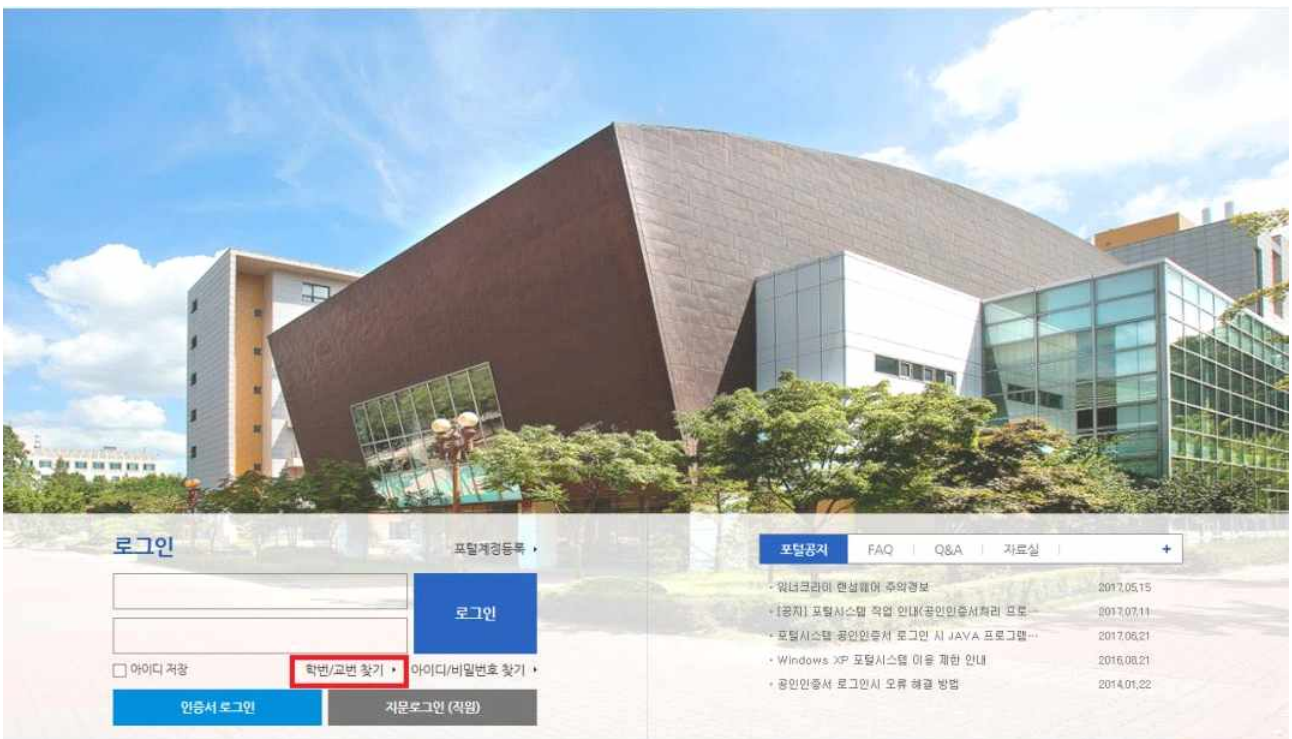 로그인
포털계정등록
로그인
아이디 저장
학번/교번 찾기
아이디/비밀번호 찾기
인증서 로그인
지문로그인 (직원)
포털공지 FAQ Q&A 자료실 +
· 워너크라이 랜섬웨어 주의경보 2017.05.15
· [공지] 포털시스템 작업 안내(공인인증서처리 프로… 2017.07.11
· 포털시스템 공인인증서 로그인 시 JAVA 프로그램… 2017.06.21
· Windows XP 포털시스템 이용 제한 안내 2016.08.21
· 공인인증서 로그인시 오류 해결 방법 2014.01.22